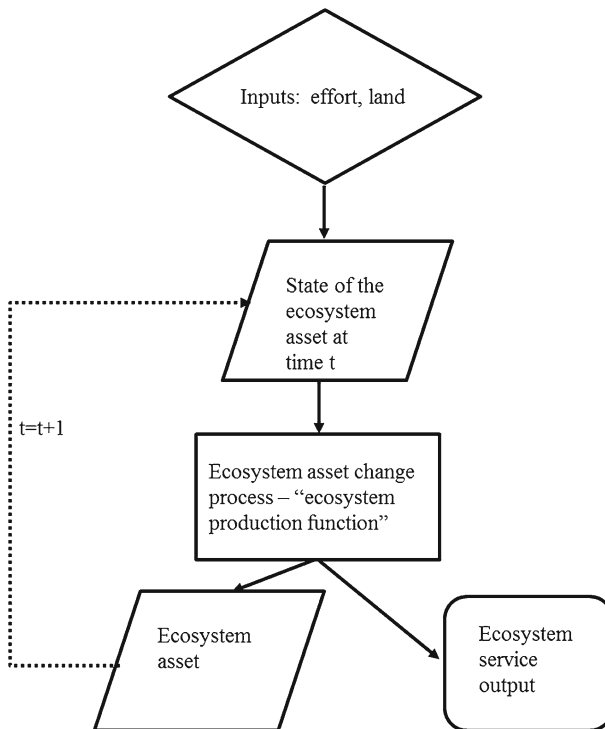 Inputs:  effort, land
State of the
ecosystem
asset at
time t
t=t+1
Ecosystem asset change
process – “ecosystem
production function”
Ecosystem
asset
Ecosystem
service
output